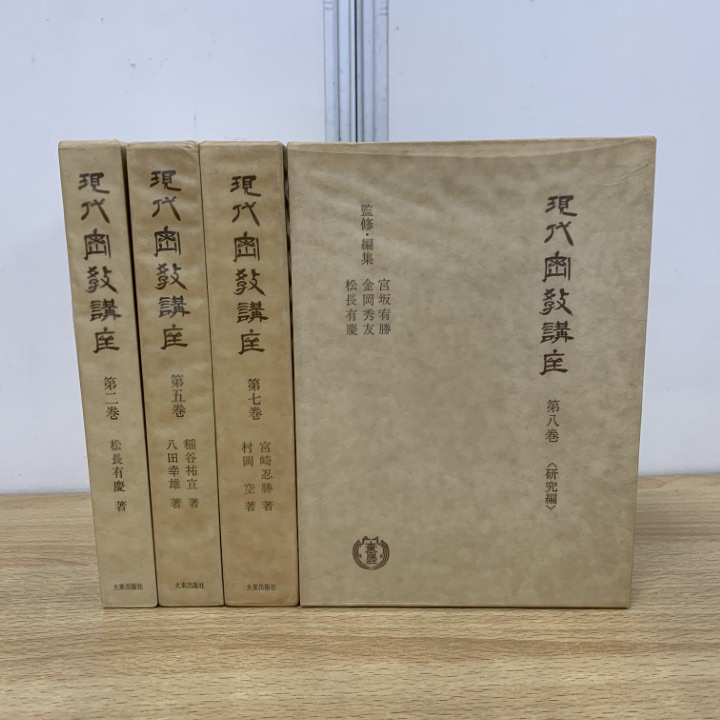 現代密教講座
第二巻
松長有慶 著
大東出版社
現代密教講座
第五巻
稲谷祐宣
八田幸雄 著
大東出版社
現代密教講座
第七巻
宮崎忍勝 著
村岡 空 著
大東出版社
現代密教講座
第八巻 〈研究編〉
監修・編集
宮坂宥勝
金岡秀友
松長有慶